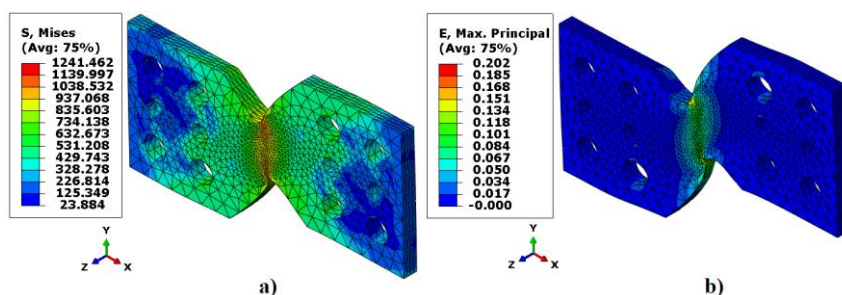 S, Mises
(Avg: 75%)
1241.462
1139.997
1038.532
937.068
835.603
734.138
632.673
531.208
429.743
328.278
226.814
125.349
23.884
Y
Z X
a)
E, Max. Principal
(Avg: 75%)
0.202
0.185
0.168
0.151
0.134
0.118
0.101
0.084
0.067
0.050
0.034
0.017
-0.000
Y
Z X
b)